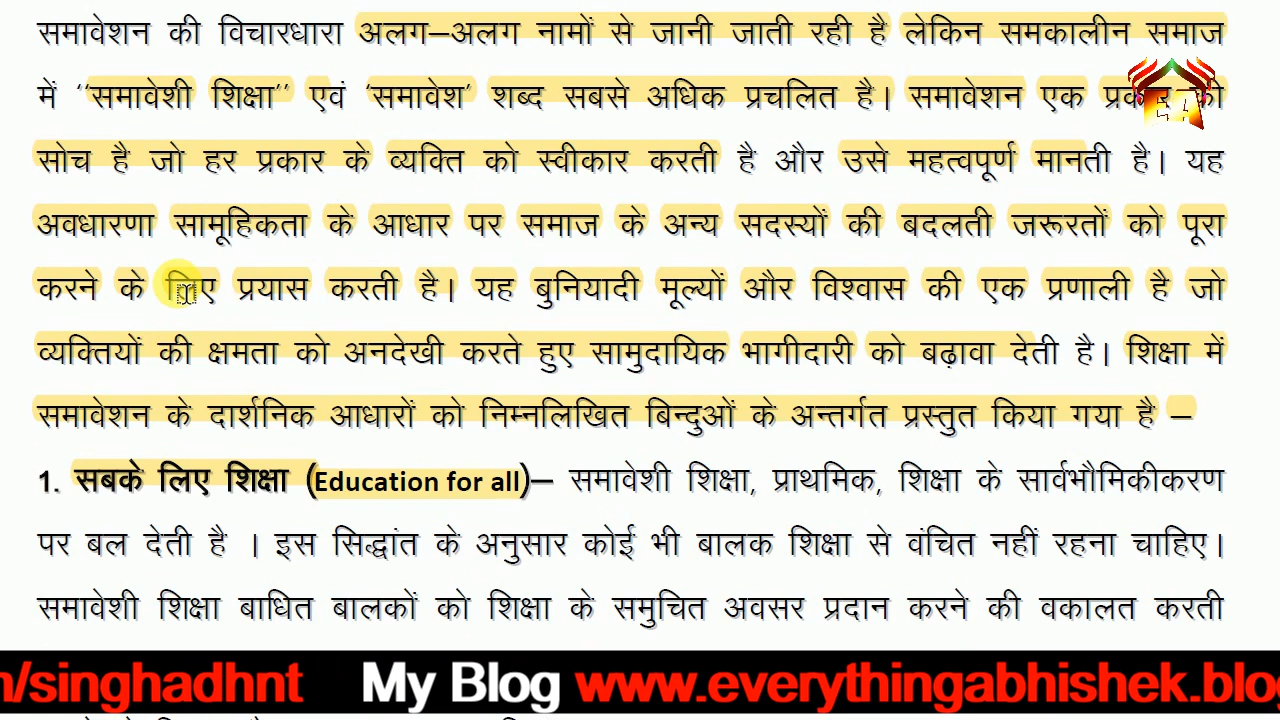 समावेशन की विचारधारा अलग–अलग नामों से जानी जाती रही है लेकिन समकालीन समाज
में ‘‘समावेशी शिक्षा’’ एवं ‘समावेश’ शब्द सबसे अधिक प्रचलित है। समावेशन एक प्रकार की
सोच है जो हर प्रकार के व्यक्ति को स्वीकार करती है और उसे महत्वपूर्ण मानती है। यह
अवधारणा सामूहिकता के आधार पर समाज के अन्य सदस्यों की बदलती जरूरतों को पूरा
करने के लिए प्रयास करती है। यह बुनियादी मूल्यों और विश्वास की एक प्रणाली है जो
व्यक्तियों की क्षमता को अनदेखी करते हुए सामुदायिक भागीदारी को बढ़ावा देती है। शिक्षा में
समावेशन के दार्शनिक आधारों को निम्नलिखित बिन्दुओं के अन्तर्गत प्रस्तुत किया गया है –
1. सबके लिए शिक्षा (Education for all)– समावेशी शिक्षा, प्राथमिक, शिक्षा के सार्वभौमिकीकरण
पर बल देती है । इस सिद्धांत के अनुसार कोई भी बालक शिक्षा से वंचित नहीं रहना चाहिए।
समावेशी शिक्षा बाधित बालकों को शिक्षा के समुचित अवसर प्रदान करने की वकालत करती
/singhadhnt My Blog www.everythingabhishek.blog